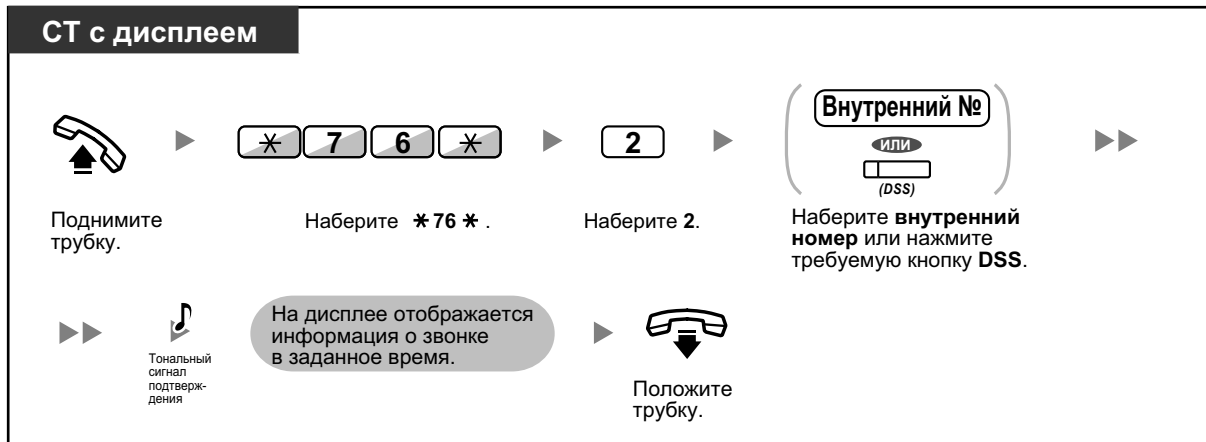 СТ с дисплеем
✳ 7 6 ✳
2
Внутренний №
или
(DSS)
Поднимите
трубку.
Наберите ✳ 76 ✳ .
Наберите 2.
Наберите внутренний
номер или нажмите
требуемую кнопку DSS.
Тональный
сигнал
подтверж-
дения
На дисплее отображается
информация о звонке
в заданное время.
Положите
трубку.